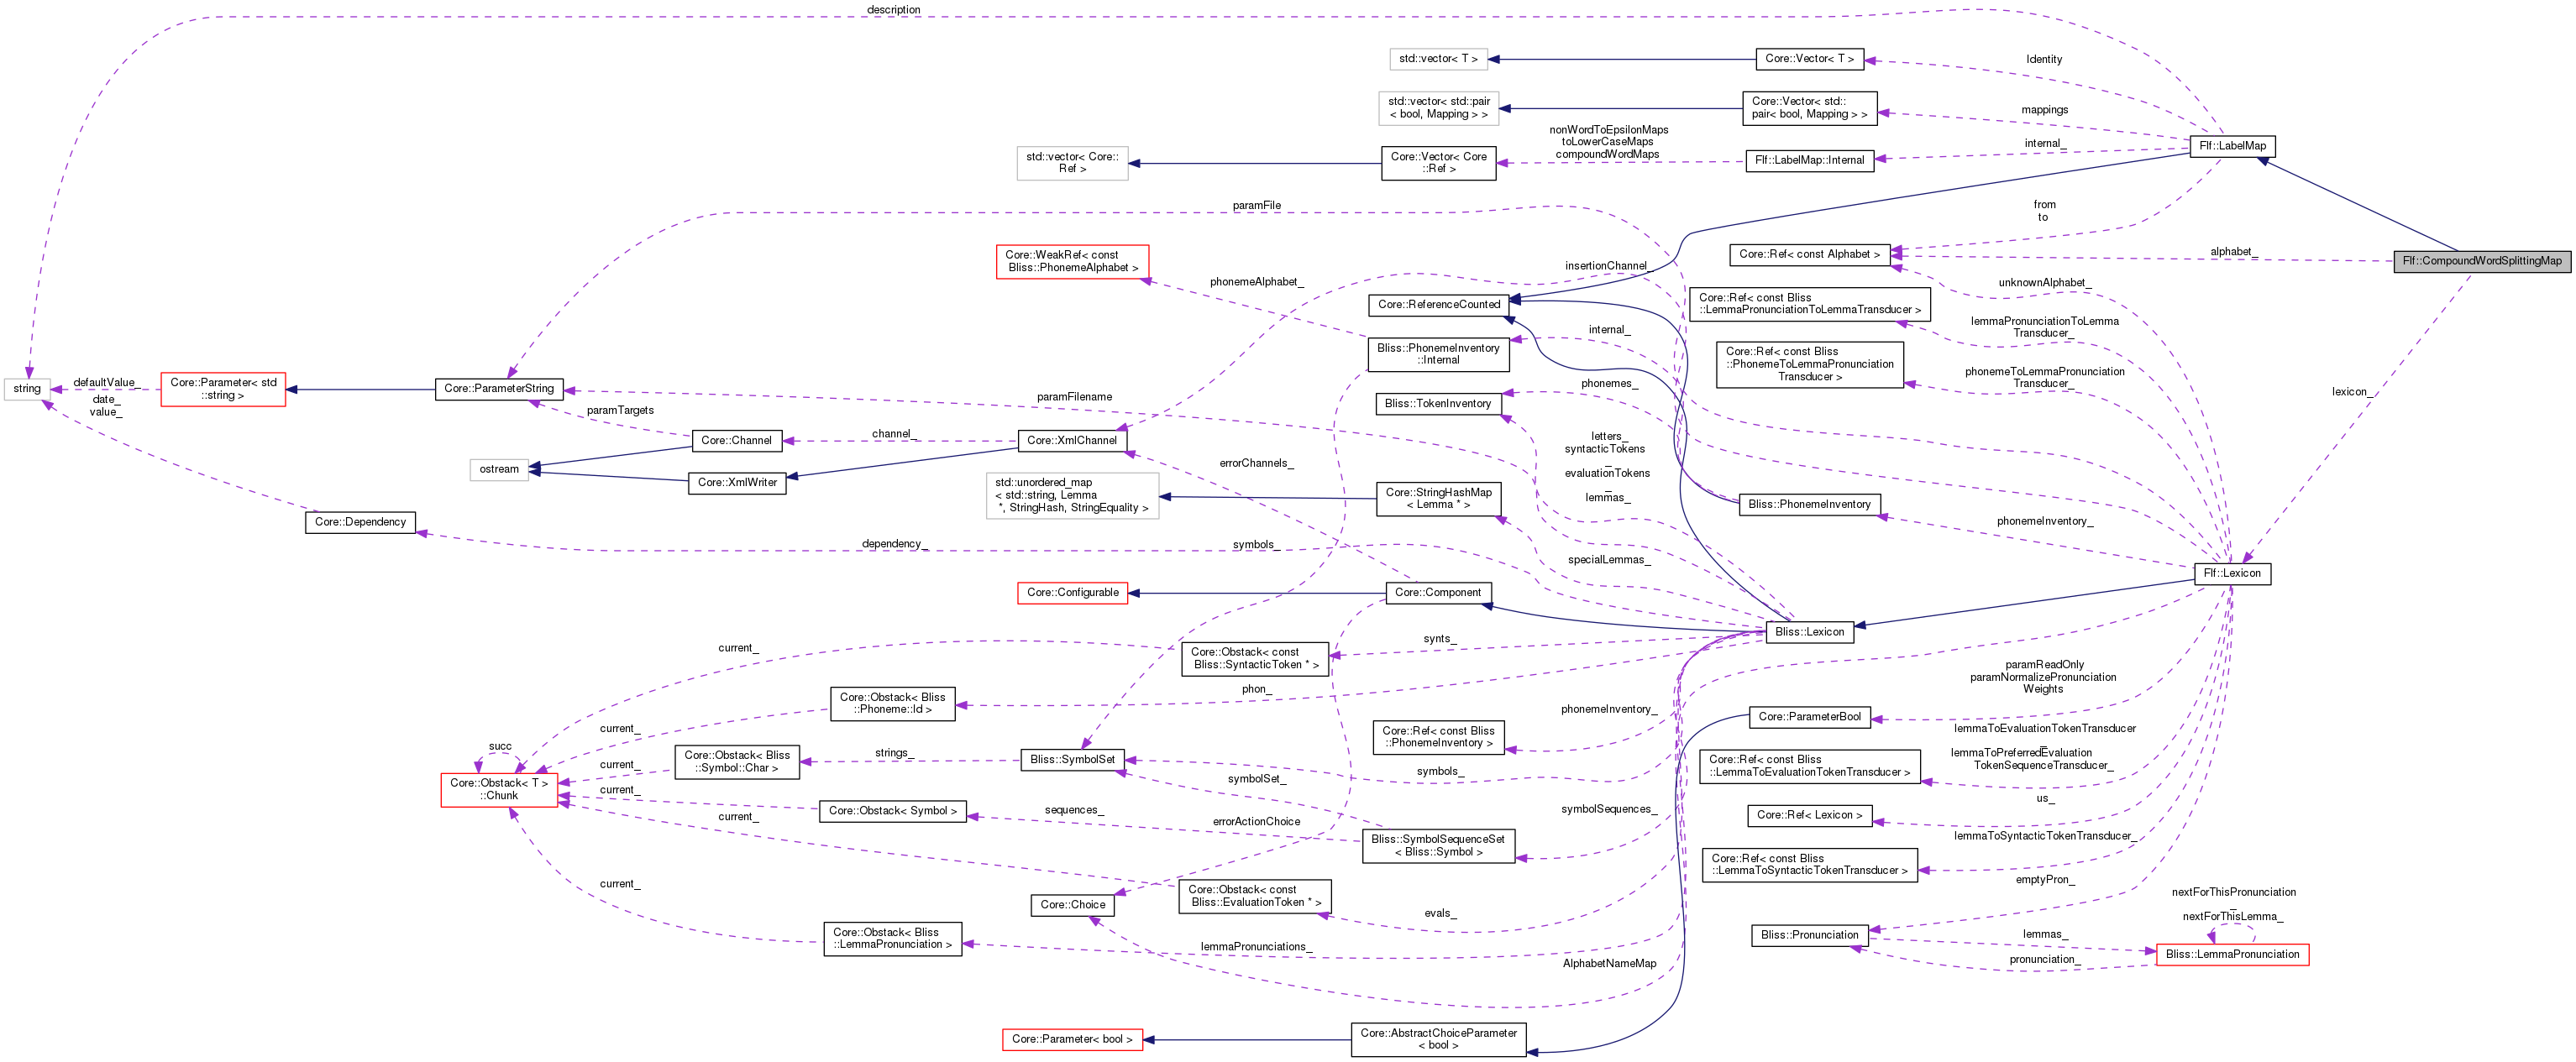 description
std::vector< T >
Core::Vector< T >
Identity
std::vector< std::pair
< bool, Mapping > >
Core::Vector< std::
pair< bool, Mapping > >
mappings
nonWordToEpsilonMaps
toLowerCaseMaps
compoundWordMaps
std::vector< Core::
Ref >
Core::Vector< Core
::Ref >
Flf::LabelMap::Internal
internal_
Flf::LabelMap
paramFile
from
to
Core::WeakRef< const
Bliss::PhonemeAlphabet >
phonemeAlphabet_
insertionChannel_
Core::Ref< const Alphabet >
alphabet_
Flf::CompoundWordSplittingMap
unknownAlphabet_
Core::ReferenceCounted
Core::Ref< const Bliss
::LemmaPronunciationToLemmaTransducer >
lemmaPronunciationToLemma
Transducer_
internal_
Bliss::PhonemeInventory
::Internal
Core::Ref< const Bliss
::PhonemeToLemmaPronunciation
Transducer >
phonemeToLemmaPronunciation
Transducer_
string
defaultValue_
date_
value_
Core::Parameter< std
::string >
Core::ParameterString
paramTargets
paramFilename
phonemes_
Bliss::TokenInventory
lexicon_
Core::Channel
channel_
Core::XmlChannel
ostream
Core::XmlWriter
errorChannels_
letters_
syntacticTokens
_
evaluationTokens
_
lemmas_
std::unordered_map
< std::string, Lemma
*, StringHash, StringEquality >
Core::StringHashMap
< Lemma * >
Bliss::PhonemeInventory
phonemeInventory_
Core::Dependency
dependency_
symbols_
specialLemmas_
Flf::Lexicon
Core::Configurable
Core::Component
Bliss::Lexicon
current_
Core::Obstack< const
Bliss::SyntacticToken * >
synts_
Core::Obstack< Bliss
::Phoneme::Id >
phon_
current_
paramReadOnly
paramNormalizePronunciation
Weights
phonemeInventory_
Core::Ref< const Bliss
::PhonemeInventory >
Core::ParameterBool
succ
Core::Obstack< T >
::Chunk
current_
Core::Obstack< Bliss
::Symbol::Char >
strings_
Bliss::SymbolSet
symbols_
Core::Ref< const Bliss
::LemmaToEvaluationTokenTransducer >
lemmaToEvaluationTokenTransducer
_
lemmaToPreferredEvaluation
TokenSequenceTransducer_
current_
Core::Obstack< Symbol >
sequences_
symbolSet_
errorActionChoice
Bliss::SymbolSequenceSet
< Bliss::Symbol >
symbolSequences_
Core::Ref< Lexicon >
us_
current_
Core::Ref< const Bliss
::LemmaToSyntacticTokenTransducer >
lemmaToSyntacticTokenTransducer_
current_
Core::Choice
Core::Obstack< const
Bliss::EvaluationToken * >
evals_
emptyPron_
nextForThisPronunciation
_
nextForThisLemma_
Core::Obstack< Bliss
::LemmaPronunciation >
lemmaPronunciations_
AlphabetNameMap
Bliss::Pronunciation
lemmas_
pronunciation_
Bliss::LemmaPronunciation
Core::Parameter< bool >
Core::AbstractChoiceParameter
< bool >